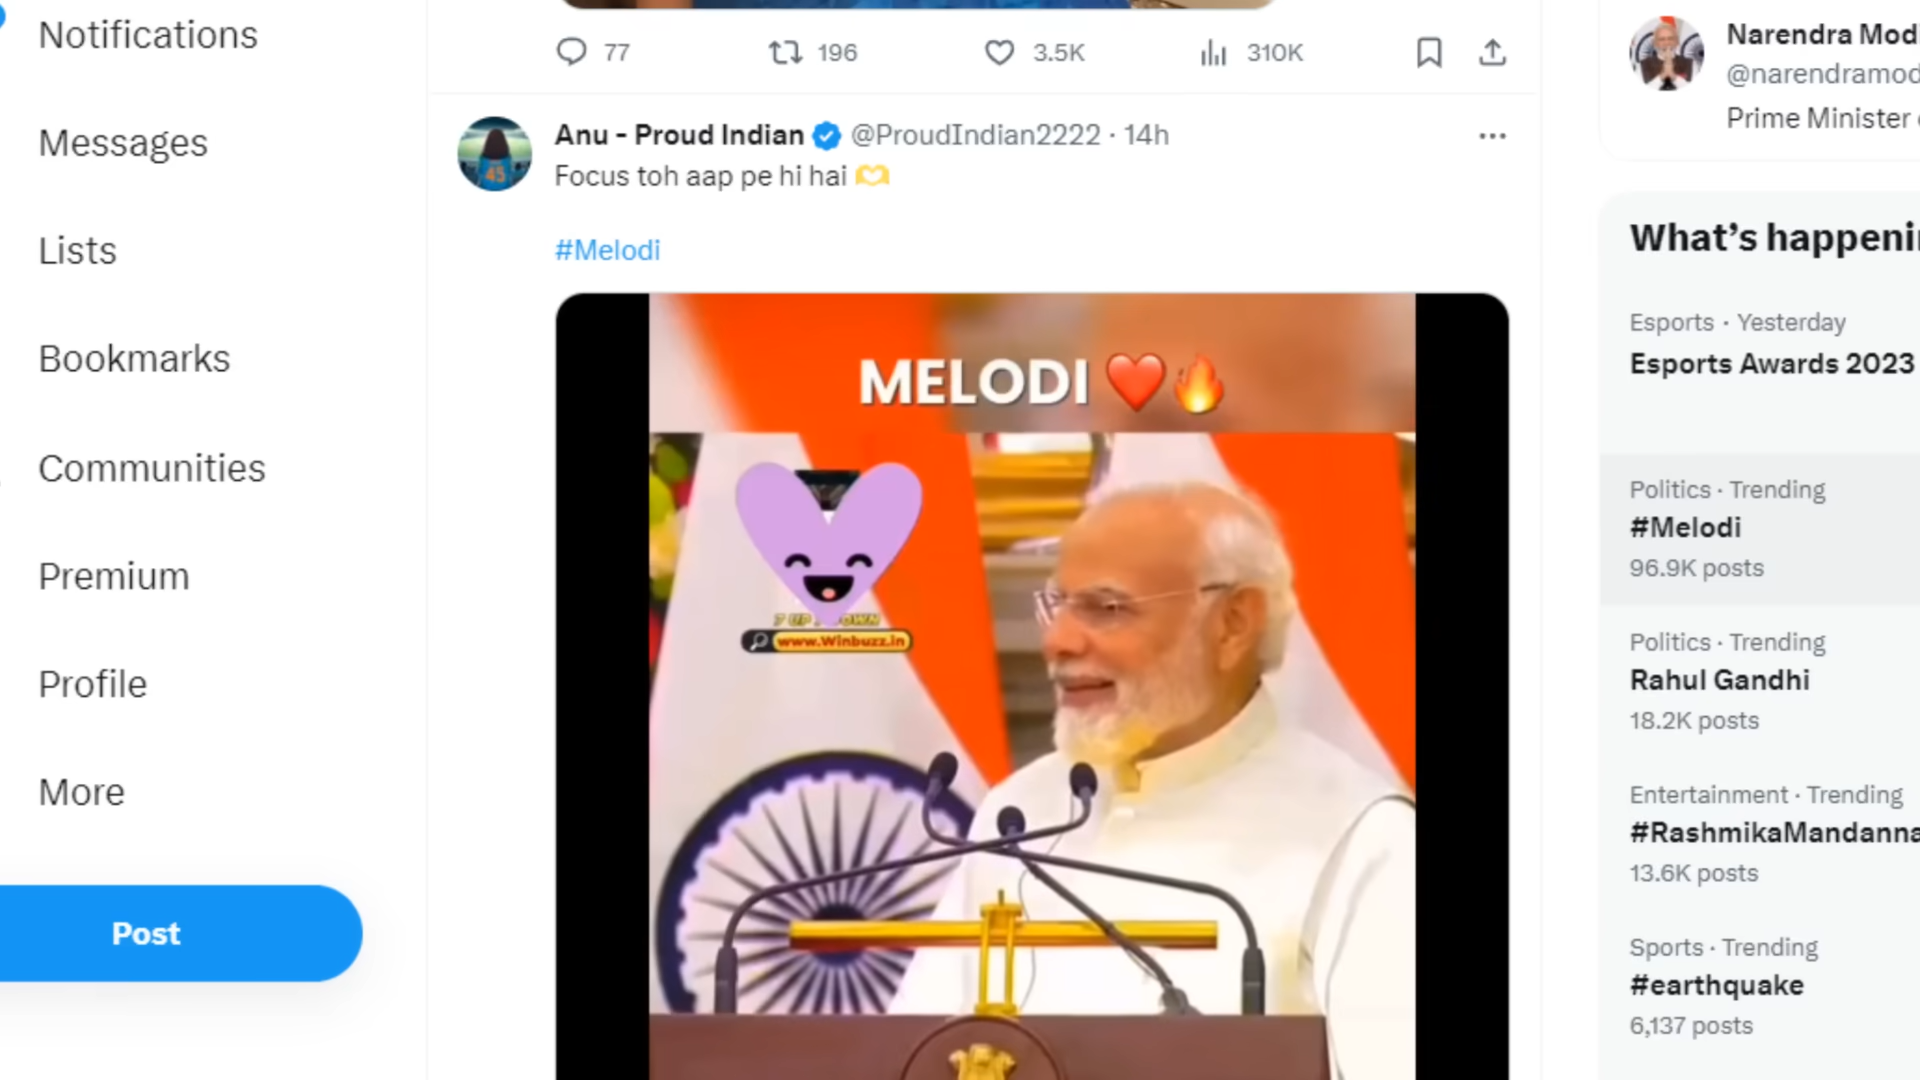 Notifications
Messages
Lists
Bookmarks
Communities
Premium
Profile
More
Post
77 196 3.5K 310K
Anu - Proud Indian @ProudIndian2222 · 14h
Focus toh aap pe hi hai
#Melodi
MELODI
www.Winbuzz.in
45
Narendra Modi
@narendramod
Prime Minister
What's happeni
Esports · Yesterday
Esports Awards 2023
Politics · Trending
#Melodi
96.9K posts
Politics · Trending
Rahul Gandhi
18.2K posts
Entertainment · Trending
#RashmikaMandanna
13.6K posts
Sports · Trending
#earthquake
6,137 posts